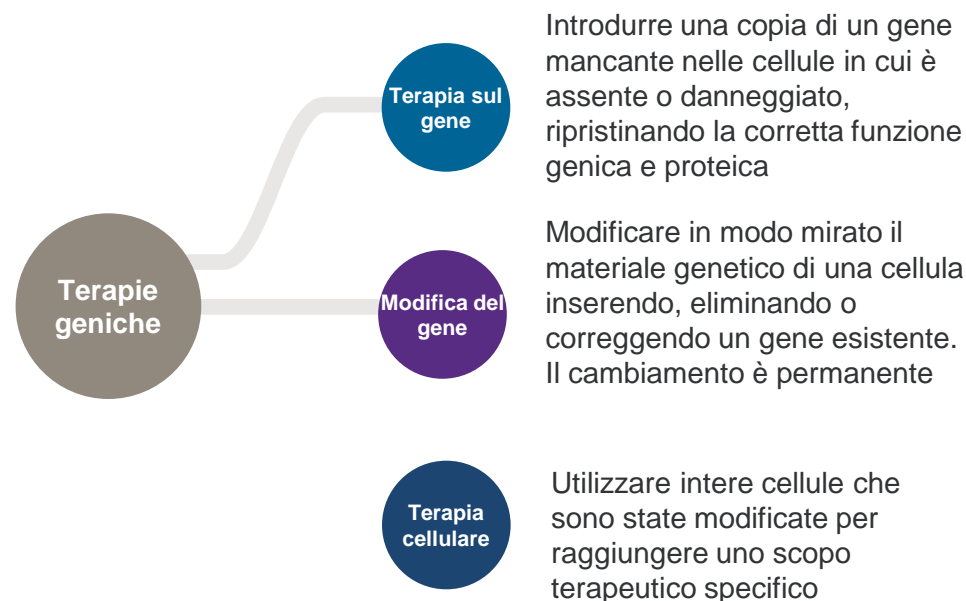 Terapie
geniche
Terapia sul
gene
Introdurre una copia di un gene
mancante nelle cellule in cui è
assente o danneggiato,
ripristinando la corretta funzione
genica e proteica
Modifica del
gene
Modificare in modo mirato il
materiale genetico di una cellula
inserendo, eliminando o
correggendo un gene esistente.
Il cambiamento è permanente
Terapia
cellulare
Utilizzare intere cellule che
sono state modificate per
raggiungere uno scopo
terapeutico specifico